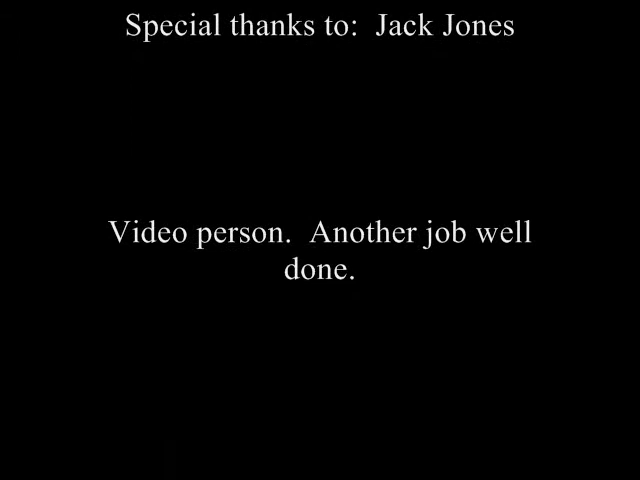 Special thanks to:  Jack Jones
Video person.  Another job well
done.